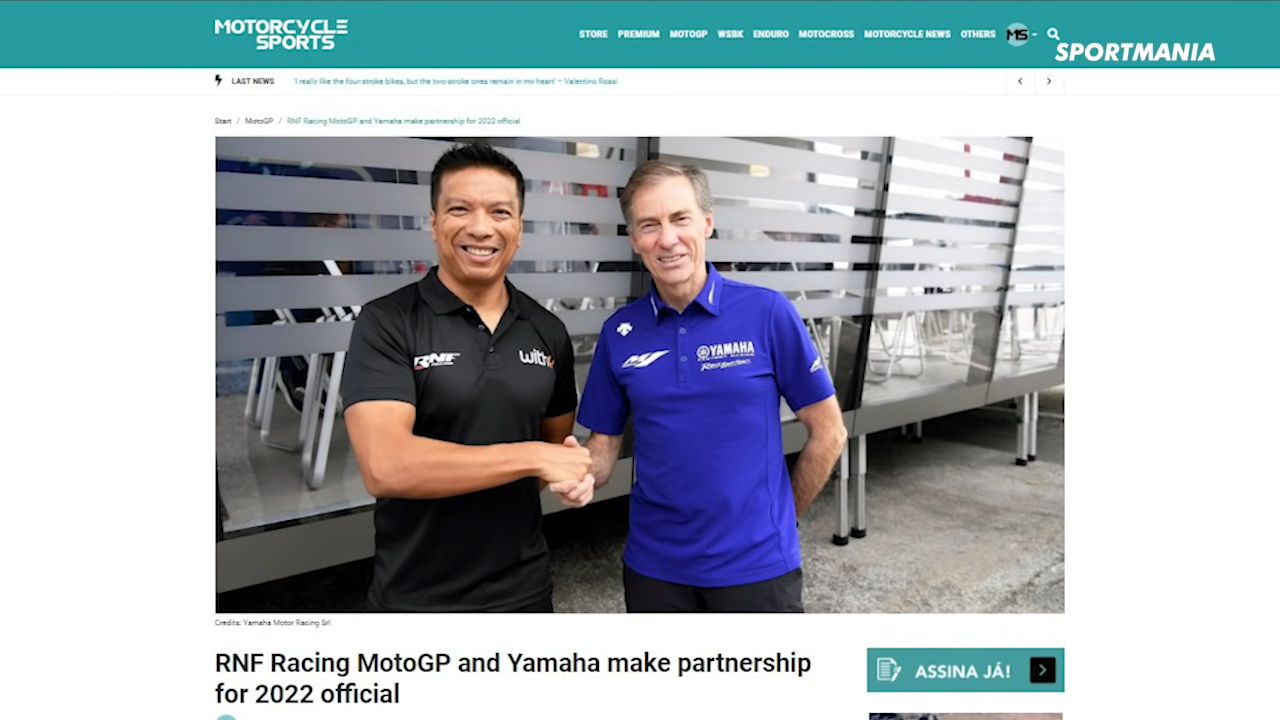 MOTORCYCLE
SPORTS
STORE PREMIUM MOTOGP WSBK ENDURO MOTOCROSS MOTORCYCLE NEWS OTHERS MS
SPORTMANIA
LAST NEWS 'I really like the four-stroke bikes, but the two-stroke ones remain in my heart' – Valentino Rossi
Start / MotoGP / RNF Racing MotoGP and Yamaha make partnership for 2022 official
RNF
withU
M1
YAMAHA
Credits: Yamaha Motor Racing Srl
RNF Racing MotoGP and Yamaha make partnership
for 2022 official
ASSINA JÁ!